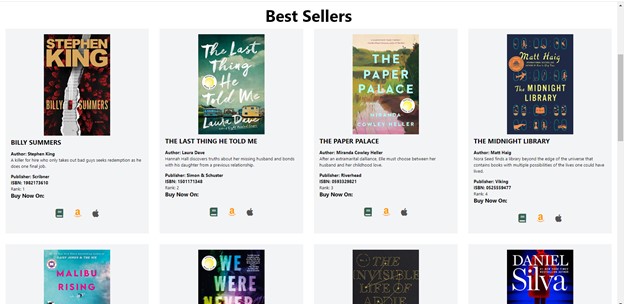 Best Sellers
STEPHEN
KING
BILLY SUMMERS
BILLY SUMMERS
Author: Stephen King
A killer for hire who only takes out bad guys seeks redemption as he
does one final job.
Publisher: Scribner
ISBN: 1982173610
Rank: 1
Buy Now On:
The Last
Thing
He
Told Me
Laura Dave
THE LAST THING HE TOLD ME
Author: Laura Dave
Hannah Hall discovers truths about her missing husband and bonds
with his daughter from a previous relationship.
Publisher: Simon & Schuster
ISBN: 1501171348
Rank: 2
Buy Now On:
THE
PAPER
PALACE
MIRANDA
COWLEY HELLER
THE PAPER PALACE
Author: Miranda Cowley Heller
After an extramarital dalliance, Elle must choose between her
husband and her childhood love.
Publisher: Riverhead
ISBN: 0593329821
Rank: 3
Buy Now On:
Matt Haig
The
MIDNIGHT
LIBRARY
THE MIDNIGHT LIBRARY
Author: Matt Haig
Nora Seed finds a library beyond the edge of the universe that
contains books with multiple possibilities of the lives one could have
lived.
Publisher: Viking
ISBN: 0525559477
Rank: 4
Buy Now On:
MALIBU
RISING
WE
WERE
NEVER
THE
INVISIBLE
LIFE OF
ADDIE
DANIEL
Silva